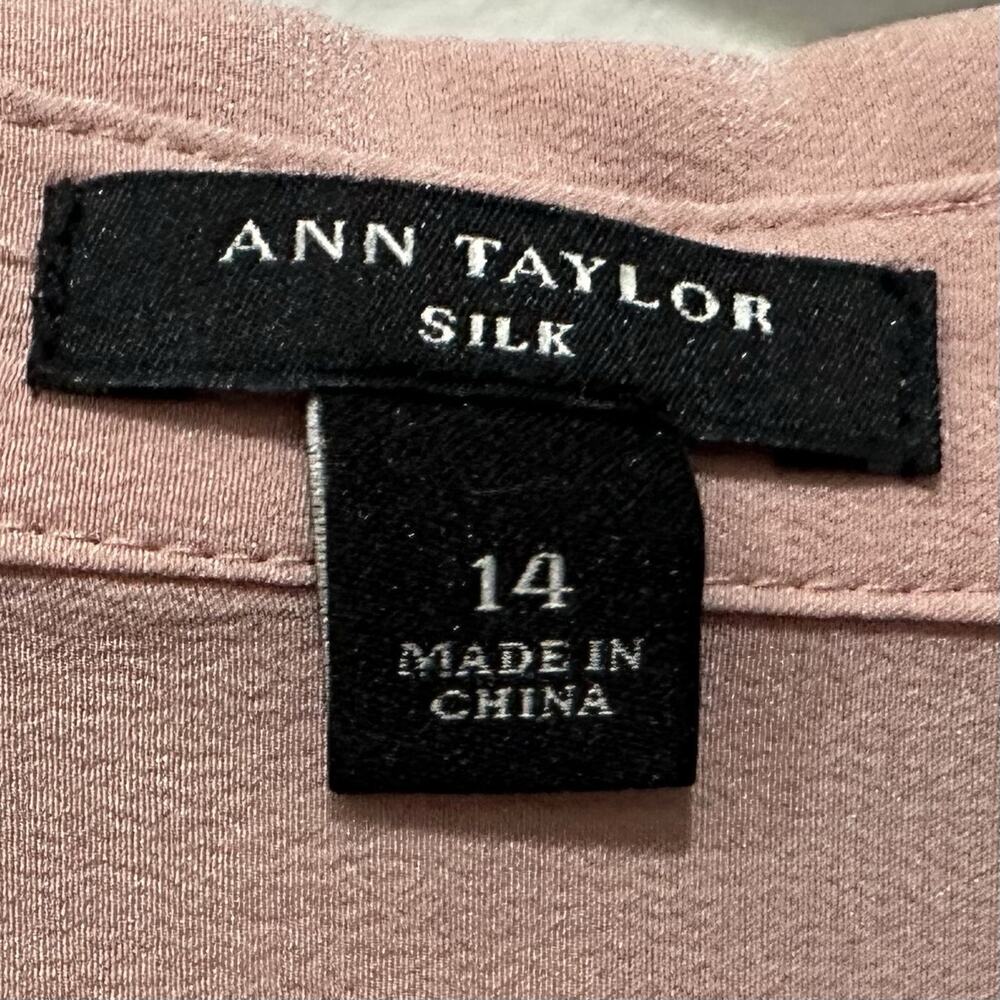 ANN TAYLOR
SILK
14
MADE IN
CHINA